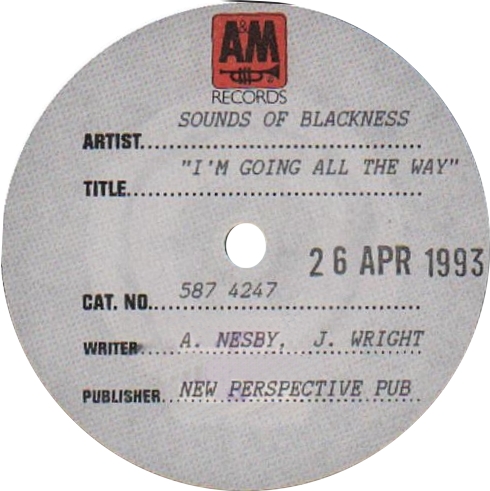 A&M
RECORDS
SOUNDS OF BLACKNESS
ARTIST
"I'M GOING ALL THE WAY"
TITLE
26 APR 1993
587 4247
CAT. NO.
WRITER A. NESBY, J. WRIGHT
PUBLISHER NEW PERSPECTIVE PUB